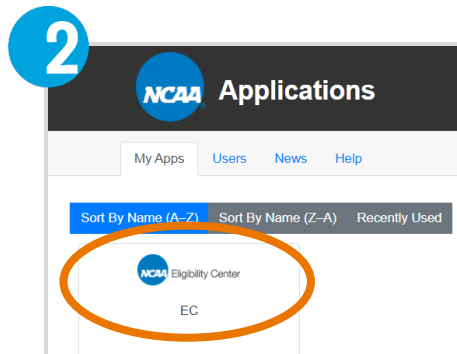 2
NCAA Applications
My Apps Users News Help
Sort By Name (A–Z) Sort By Name (Z–A) Recently Used
NCAA Eligibility Center
EC